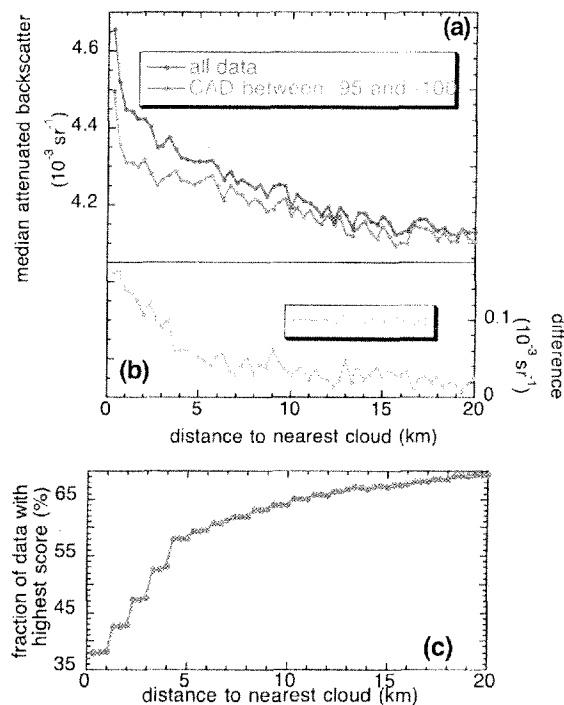 (a)
4.6
4.4
4.2
median attenuated backscatter
(10⁻³ sr⁻¹)
all data
CAD between 95 and -100
(b)
0.1
0
difference
(10⁻³ sr⁻¹)
0 5 10 15 20
distance to nearest cloud (km)
65
55
45
35
fraction of data with
highest score (%)
(c)
0 5 10 15 20
distance to nearest cloud (km)